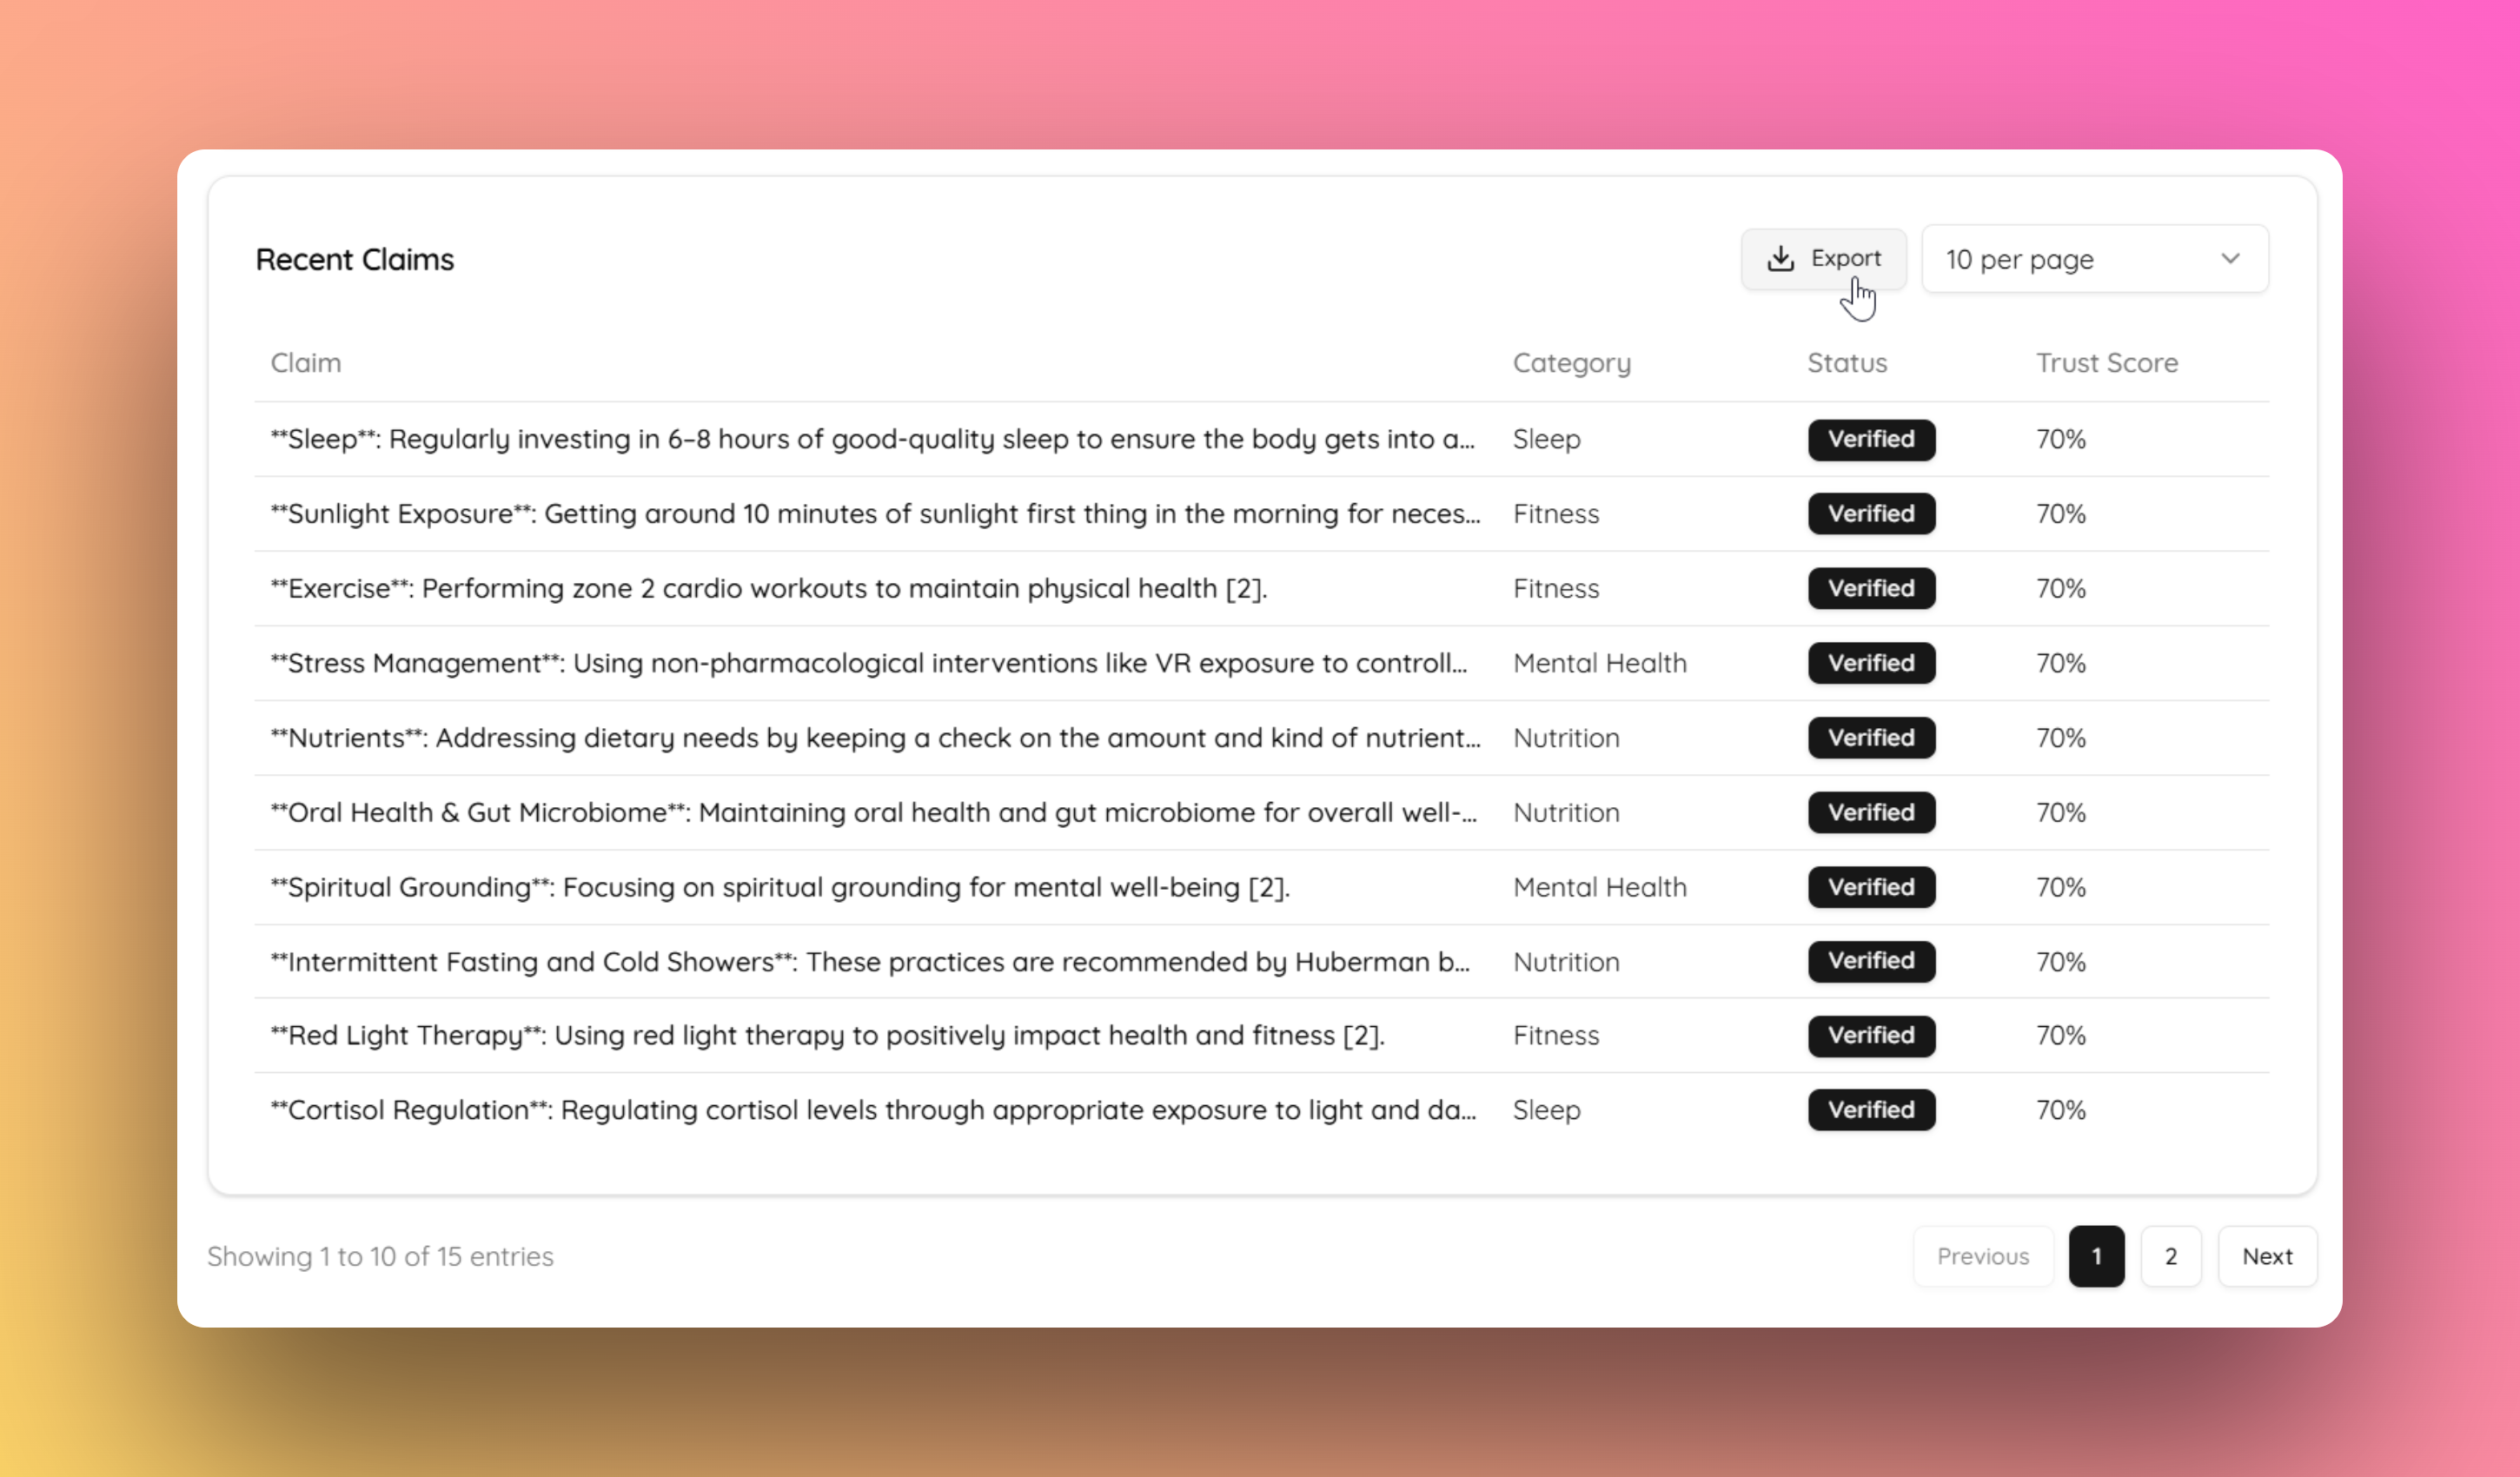 Recent Claims
Export
10 per page
Claim Category Status Trust Score
**Sleep**: Regularly investing in 6–8 hours of good-quality sleep to ensure the body gets into a... Sleep Verified 70%
**Sunlight Exposure**: Getting around 10 minutes of sunlight first thing in the morning for neces... Fitness Verified 70%
**Exercise**: Performing zone 2 cardio workouts to maintain physical health [2]. Fitness Verified 70%
**Stress Management**: Using non-pharmacological interventions like VR exposure to controll... Mental Health Verified 70%
**Nutrients**: Addressing dietary needs by keeping a check on the amount and kind of nutrient... Nutrition Verified 70%
**Oral Health & Gut Microbiome**: Maintaining oral health and gut microbiome for overall well-... Nutrition Verified 70%
**Spiritual Grounding**: Focusing on spiritual grounding for mental well-being [2]. Mental Health Verified 70%
**Intermittent Fasting and Cold Showers**: These practices are recommended by Huberman b... Nutrition Verified 70%
**Red Light Therapy**: Using red light therapy to positively impact health and fitness [2]. Fitness Verified 70%
**Cortisol Regulation**: Regulating cortisol levels through appropriate exposure to light and da... Sleep Verified 70%
Showing 1 to 10 of 15 entries
Previous 1 2 Next